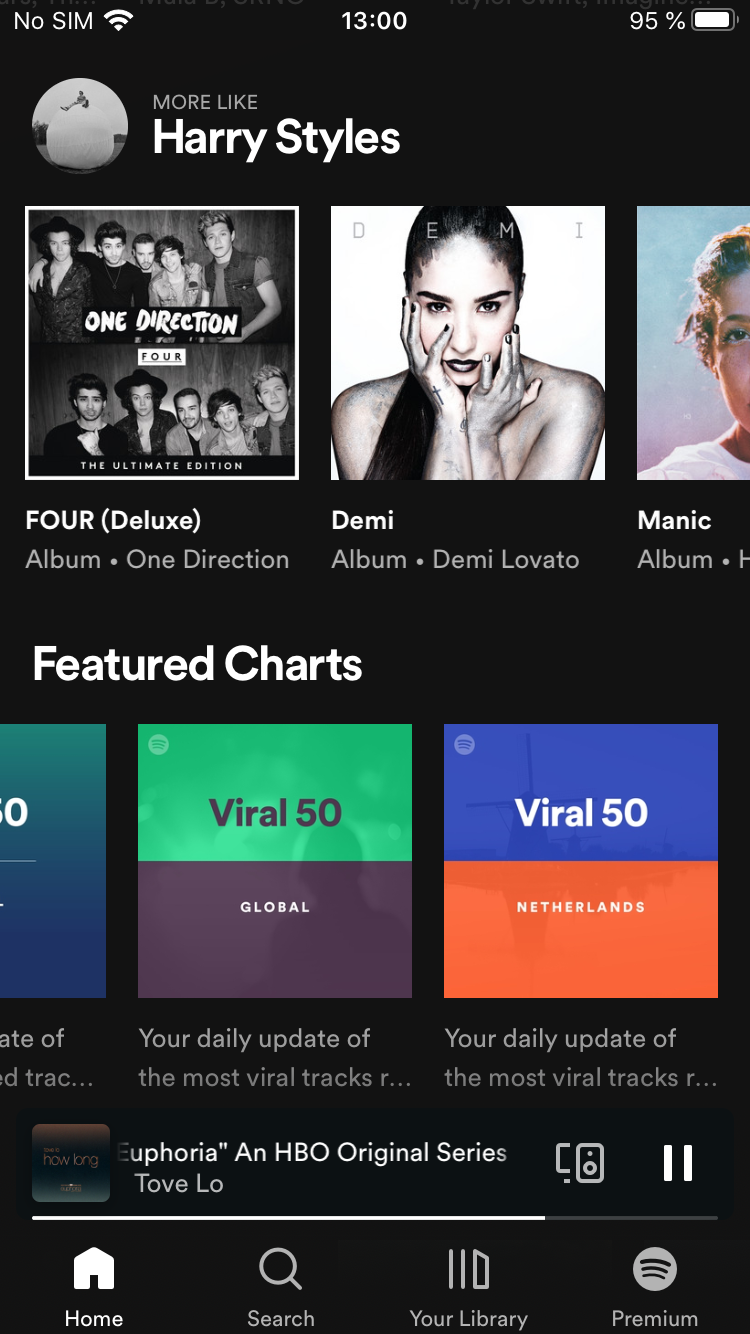 No SIM 13:00 95 %
MORE LIKE
Harry Styles
ONE DIRECTION
FOUR
THE ULTIMATE EDITION
D E M I
FOUR (Deluxe)
Album • One Direction
Demi
Album • Demi Lovato
Manic
Album • H
Featured Charts
50
Viral 50
GLOBAL
Viral 50
NETHERLANDS
ate of
ed trac...
Your daily update of
the most viral tracks r...
Your daily update of
the most viral tracks r...
how long
Euphoria" An HBO Original Series
Tove Lo
Home
Search
Your Library
Premium